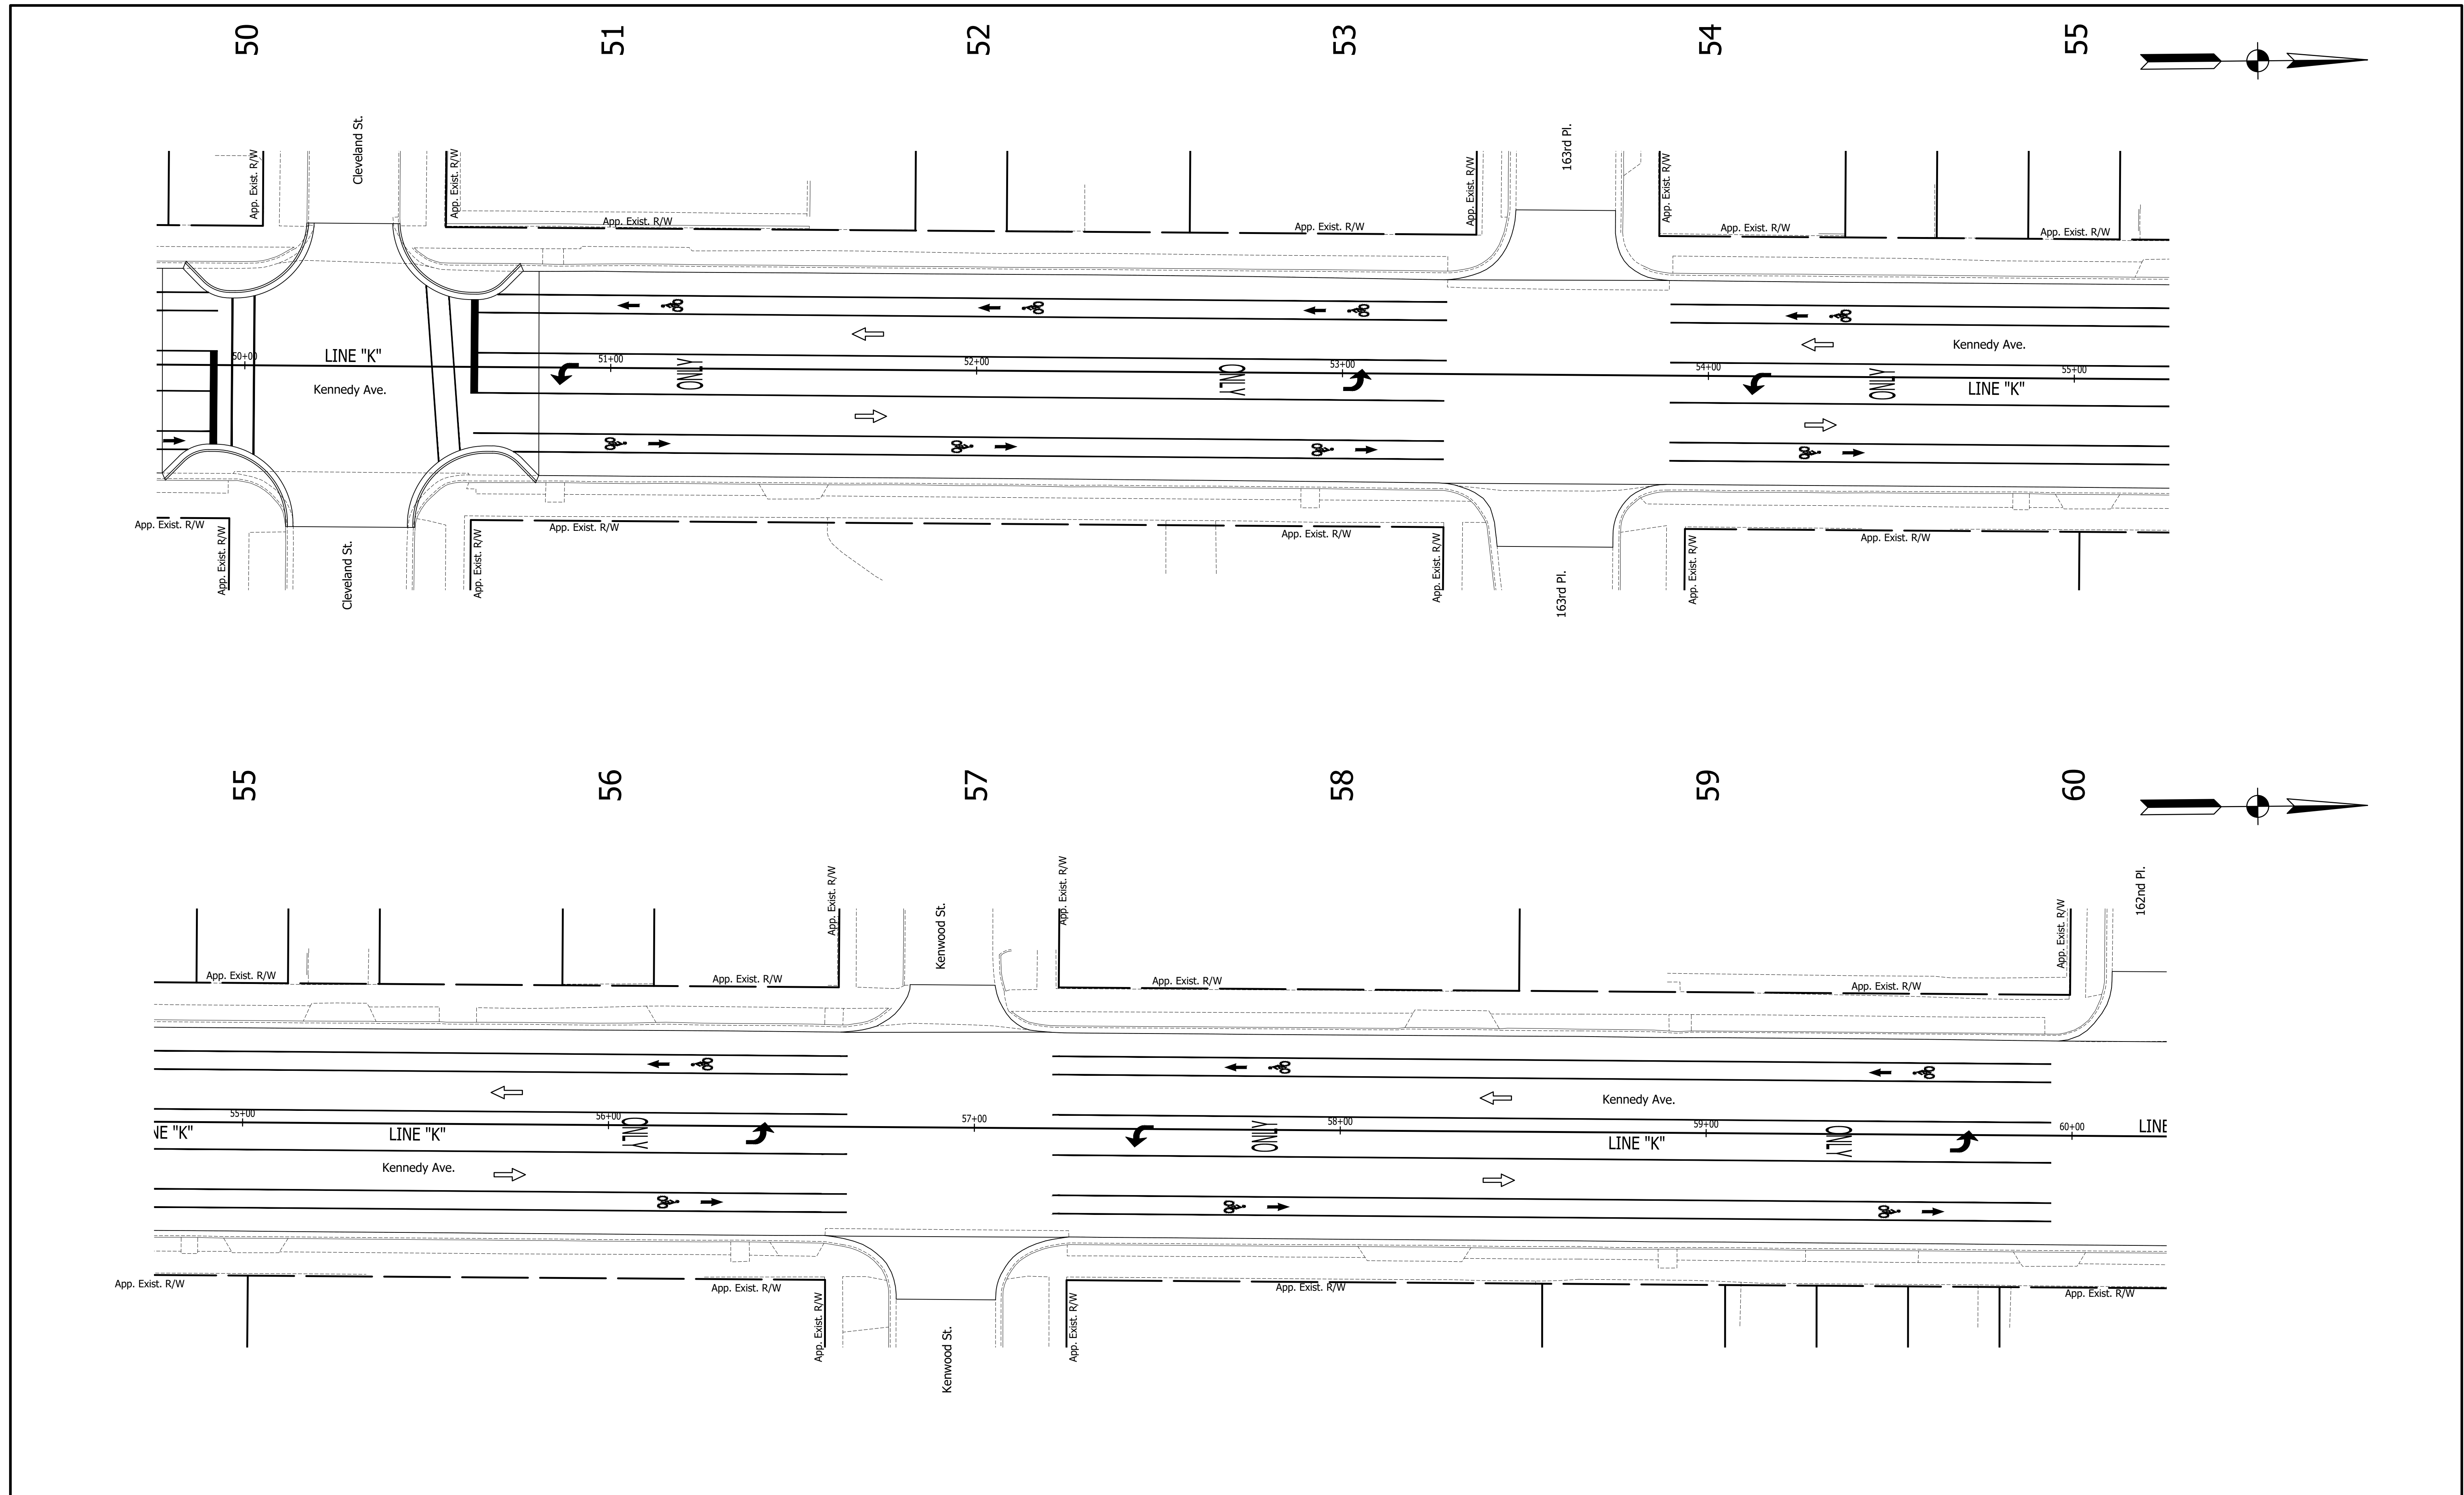 50
51
52
53
54
55
Cleveland St.
163rd Pl.
App. Exist. R/W
App. Exist. R/W
App. Exist. R/W
App. Exist. R/W
App. Exist. R/W
App. Exist. R/W
App. Exist. R/W
App. Exist. R/W
50+00
LINE "K"
51+00
ONLY
52+00
ONLY
53+00
54+00
ONLY
Kennedy Ave.
55+00
LINE "K"
Kennedy Ave.
App. Exist. R/W
App. Exist. R/W
App. Exist. R/W
App. Exist. R/W
App. Exist. R/W
App. Exist. R/W
App. Exist. R/W
App. Exist. R/W
Cleveland St.
163rd Pl.
55
56
57
58
59
60
App. Exist. R/W
Kenwood St.
App. Exist. R/W
App. Exist. R/W
162nd Pl.
App. Exist. R/W
App. Exist. R/W
App. Exist. R/W
App. Exist. R/W
Kennedy Ave.
55+00
56+00
57+00
58+00
59+00
60+00
NE "K"
LINE "K"
ONLY
ONLY
LINE "K"
ONLY
LINE
Kennedy Ave.
App. Exist. R/W
App. Exist. R/W
App. Exist. R/W
App. Exist. R/W
App. Exist. R/W
App. Exist. R/W
Kenwood St.